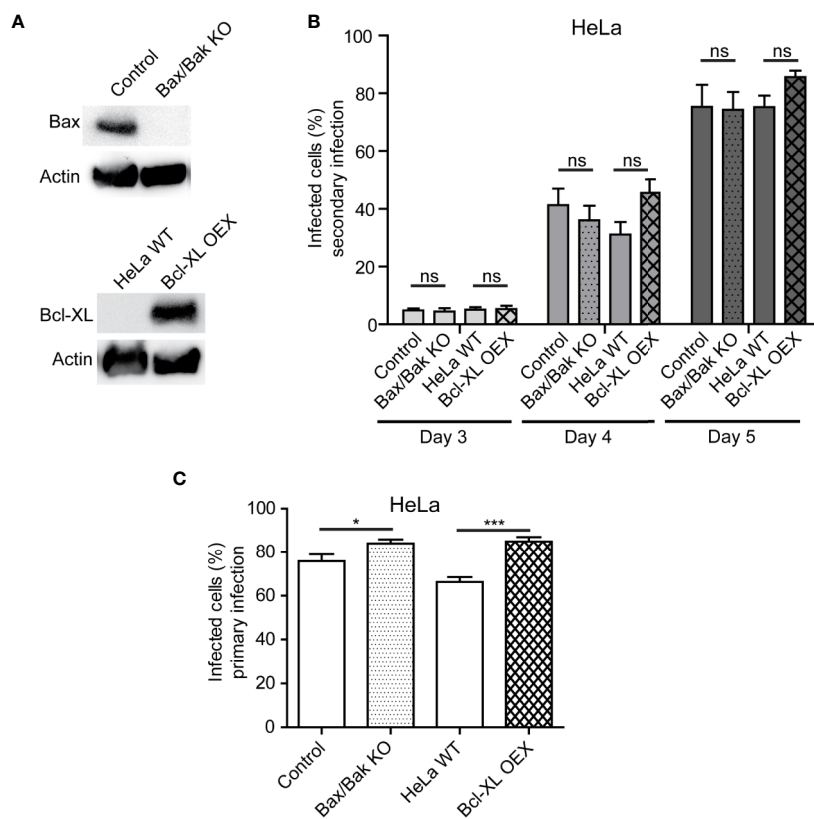 A
Control
Bax/Bak KO
Bax
Actin
HeLa WT
Bcl-XL OEX
Bcl-XL
Actin
B
HeLa
Infected cells (%)
secondary infection
100
80
60
40
20
0
ns
ns
ns
ns
ns
ns
Control
Bax/Bak KO
HeLa WT
Bcl-XL OEX
Control
Bax/Bak KO
HeLa WT
Bcl-XL OEX
Control
Bax/Bak KO
HeLa WT
Bcl-XL OEX
Day 3
Day 4
Day 5
C
HeLa
Infected cells (%)
primary infection
100
80
60
40
20
0
*
***
Control
Bax/Bak KO
HeLa WT
Bcl-XL OEX